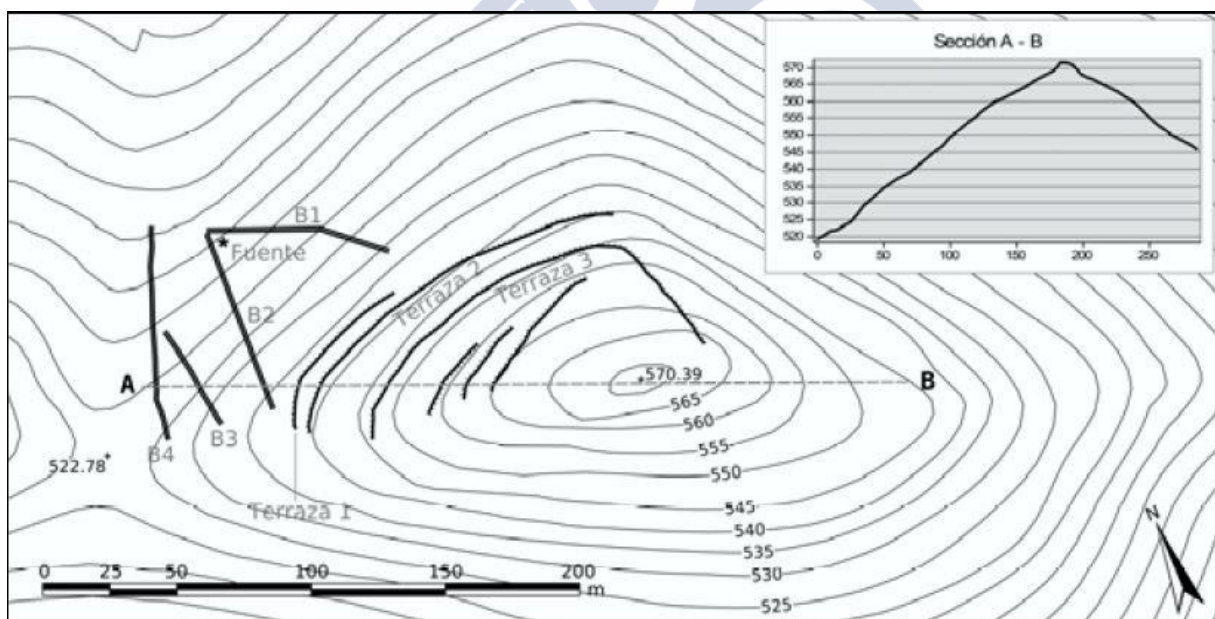 Sección A - B
570
565
560
555
550
545
540
535
530
525
520
0 50 100 150 200 250
B1
Fuente
Terraza 2
Terraza 3
B2
A
570.39
B
565
560
B3
555
B4
522.78
550
Terraza 1
545
540
N
535
0 25 50 100 150 200
530
m
525